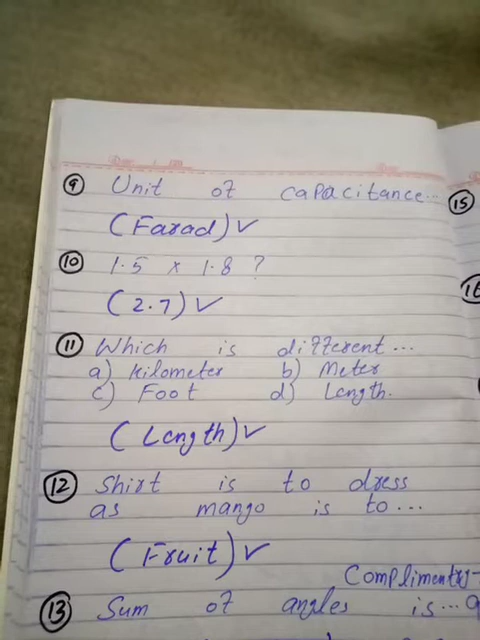 9 Unit of capacitance...
(Farad) ✓
10 1.5 x 1.8 ?
(2.7) ✓
11 Which is different...
a) Kilometer b) Meter
c) Foot d) Length.
(Length) ✓
12 Shirt is to dress
as mango is to...
(Fruit) ✓
Complimentry
13 Sum of angles is...
15
16